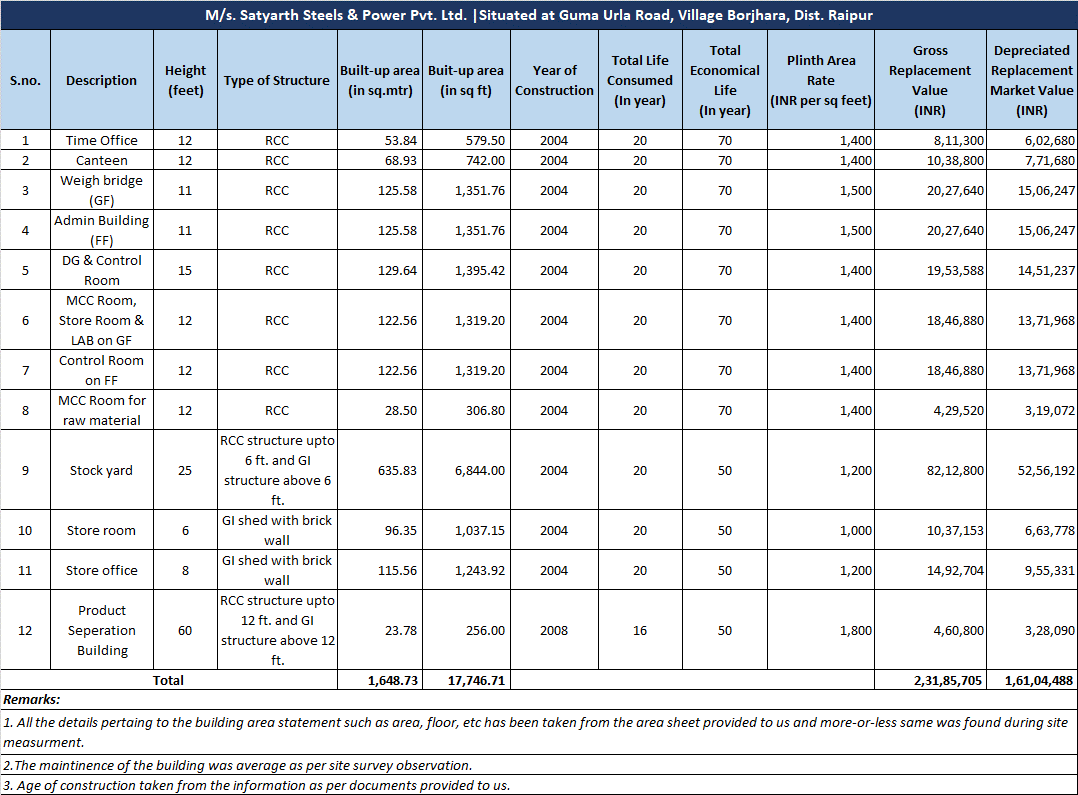 M/s. Satyarth Steels & Power Pvt. Ltd. |Situated at Guma Urla Road, Village Borjhara, Dist. Raipur
S.no. Description Height (feet) Type of Structure Built-up area (in sq.mtr) Buit-up area (in sq ft) Year of Construction Total Life Consumed (In year) Total Economical Life (In year) Plinth Area Rate (INR per sq feet) Gross Replacement Value (INR) Depreciated Replacement Market Value (INR)
1 Time Office 12 RCC 53.84 579.50 2004 20 70 1,400 8,11,300 6,02,680
2 Canteen 12 RCC 68.93 742.00 2004 20 70 1,400 10,38,800 7,71,680
3 Weigh bridge (GF) 11 RCC 125.58 1,351.76 2004 20 70 1,500 20,27,640 15,06,247
4 Admin Building (FF) 11 RCC 125.58 1,351.76 2004 20 70 1,500 20,27,640 15,06,247
5 DG & Control Room 15 RCC 129.64 1,395.42 2004 20 70 1,400 19,53,588 14,51,237
6 MCC Room, Store Room & LAB on GF 12 RCC 122.56 1,319.20 2004 20 70 1,400 18,46,880 13,71,968
7 Control Room on FF 12 RCC 122.56 1,319.20 2004 20 70 1,400 18,46,880 13,71,968
8 MCC Room for raw material 12 RCC 28.50 306.80 2004 20 70 1,400 4,29,520 3,19,072
9 Stock yard 25 RCC structure upto 6 ft. and GI structure above 6 ft. 635.83 6,844.00 2004 20 50 1,200 82,12,800 52,56,192
10 Store room 6 GI shed with brick wall 96.35 1,037.15 2004 20 50 1,000 10,37,153 6,63,778
11 Store office 8 GI shed with brick wall 115.56 1,243.92 2004 20 50 1,200 14,92,704 9,55,331
12 Product Seperation Building 60 RCC structure upto 12 ft. and GI structure above 12 ft. 23.78 256.00 2008 16 50 1,800 4,60,800 3,28,090
Total 1,648.73 17,746.71 2,31,85,705 1,61,04,488
Remarks:
1. All the details pertaing to the building area statement such as area, floor, etc has been taken from the area sheet provided to us and more-or-less same was found during site
measurment.
2.The maintinence of the building was average as per site survey observation.
3. Age of construction taken from the information as per documents provided to us.